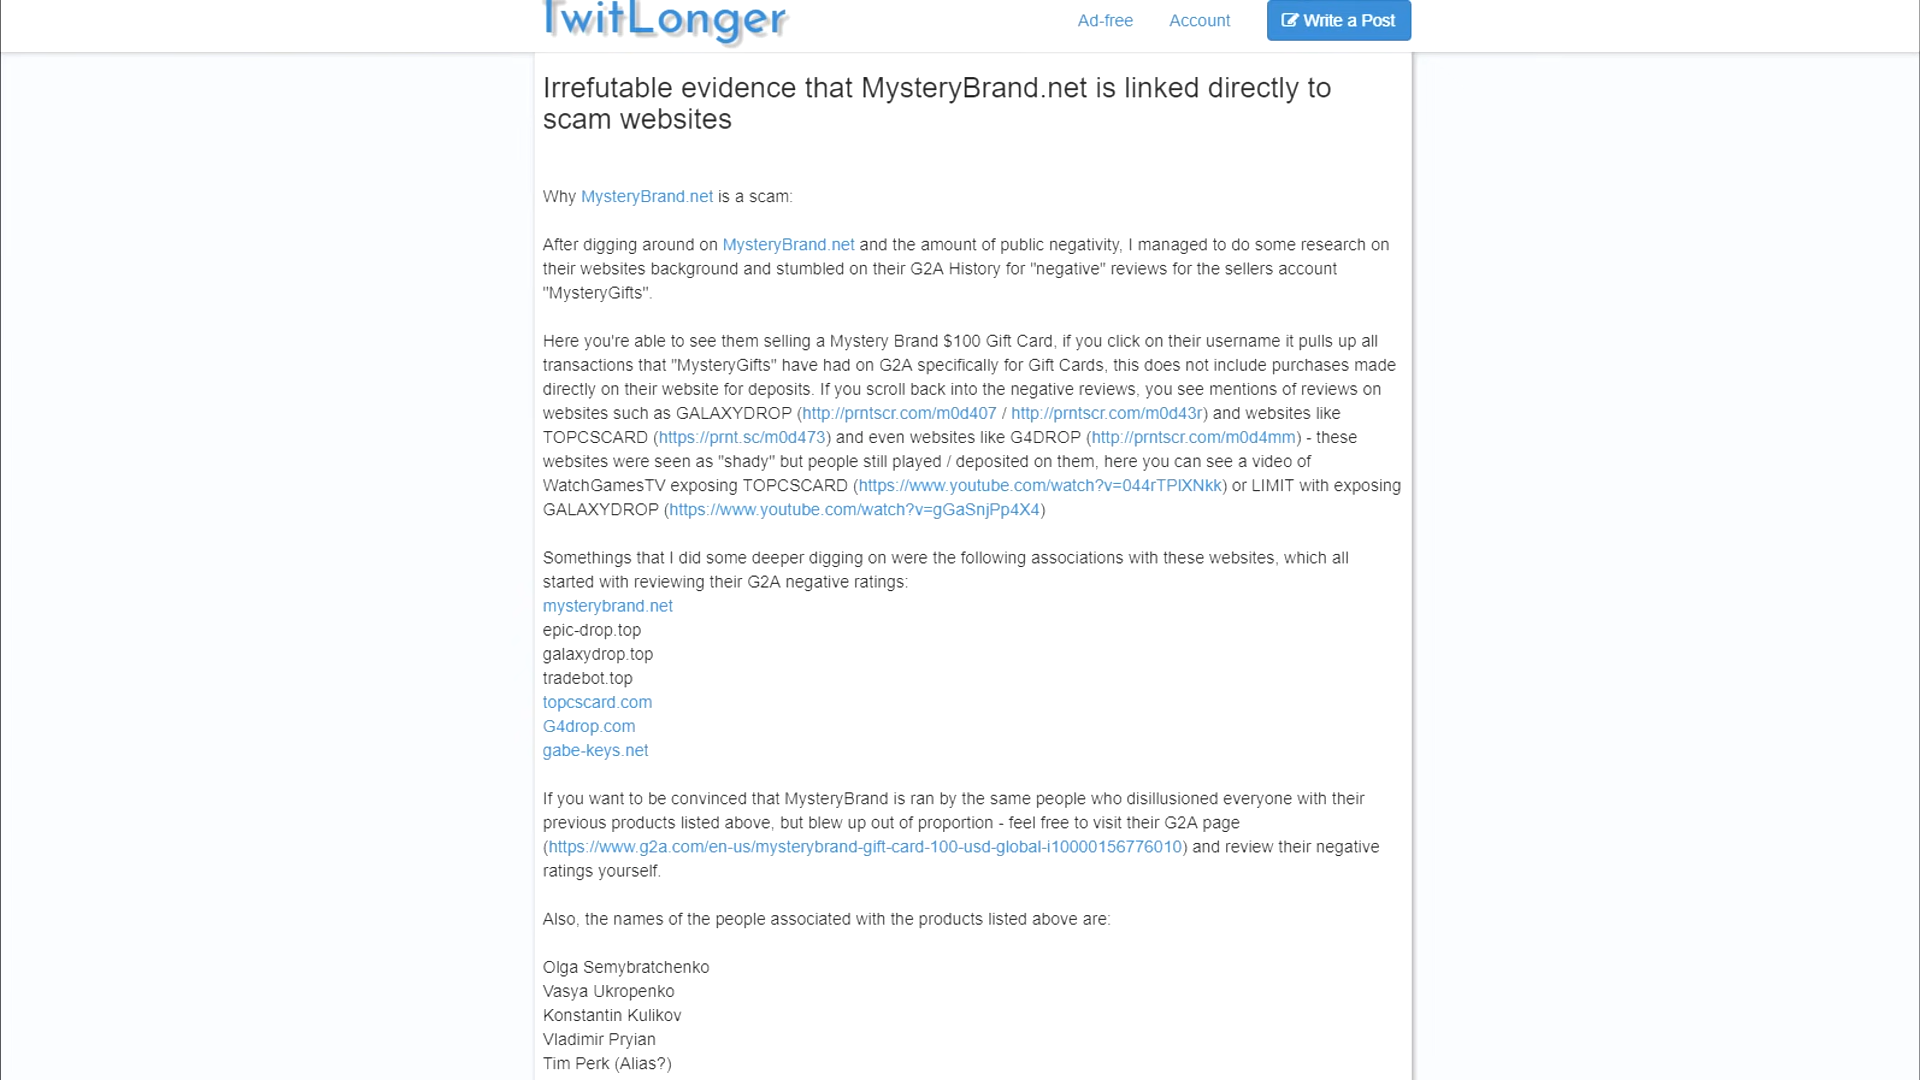 TwitLonger
Ad-free
Account
Write a Post
Irrefutable evidence that MysteryBrand.net is linked directly to
scam websites
Why MysteryBrand.net is a scam:
After digging around on MysteryBrand.net and the amount of public negativity, I managed to do some research on
their websites background and stumbled on their G2A History for "negative" reviews for the sellers account
"MysteryGifts".
Here you're able to see them selling a Mystery Brand $100 Gift Card, if you click on their username it pulls up all
transactions that "MysteryGifts" have had on G2A specifically for Gift Cards, this does not include purchases made
directly on their website for deposits. If you scroll back into the negative reviews, you see mentions of reviews on
websites such as GALAXYDROP (http://prntscr.com/m0d407 / http://prntscr.com/m0d43r) and websites like
TOPCSCARD (https://prnt.sc/m0d473) and even websites like G4DROP (http://prntscr.com/m0d4mm) - these
websites were seen as "shady" but people still played / deposited on them, here you can see a video of
WatchGamesTV exposing TOPCSCARD (https://www.youtube.com/watch?v=044rTPlXNkk) or LIMIT with exposing
GALAXYDROP (https://www.youtube.com/watch?v=gGaSnjPp4X4)
Somethings that I did some deeper digging on were the following associations with these websites, which all
started with reviewing their G2A negative ratings:
mysterybrand.net
epic-drop.top
galaxydrop.top
tradebot.top
topcscard.com
G4drop.com
gabe-keys.net
If you want to be convinced that MysteryBrand is ran by the same people who disillusioned everyone with their
previous products listed above, but blew up out of proportion - feel free to visit their G2A page
(https://www.g2a.com/en-us/mysterybrand-gift-card-100-usd-global-i10000156776010) and review their negative
ratings yourself.
Also, the names of the people associated with the products listed above are:
Olga Semybratchenko
Vasya Ukropenko
Konstantin Kulikov
Vladimir Pryian
Tim Perk (Alias?)